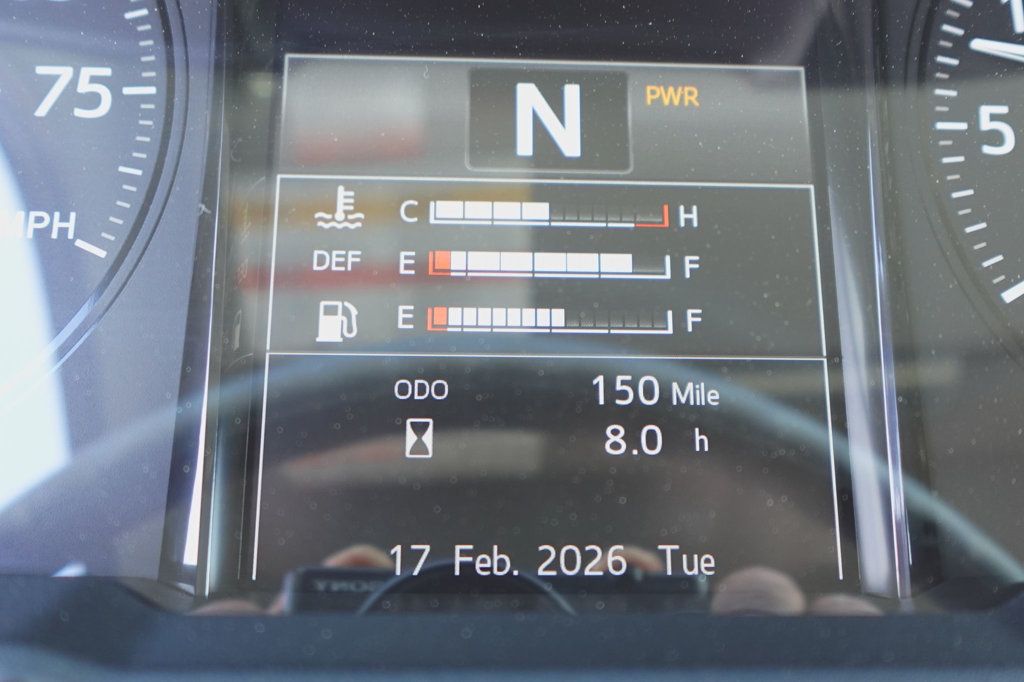 75
MPH
N
PWR
C H
DEF E F
E F
ODO 150 Mile
8.0 h
17 Feb. 2026 Tue
5